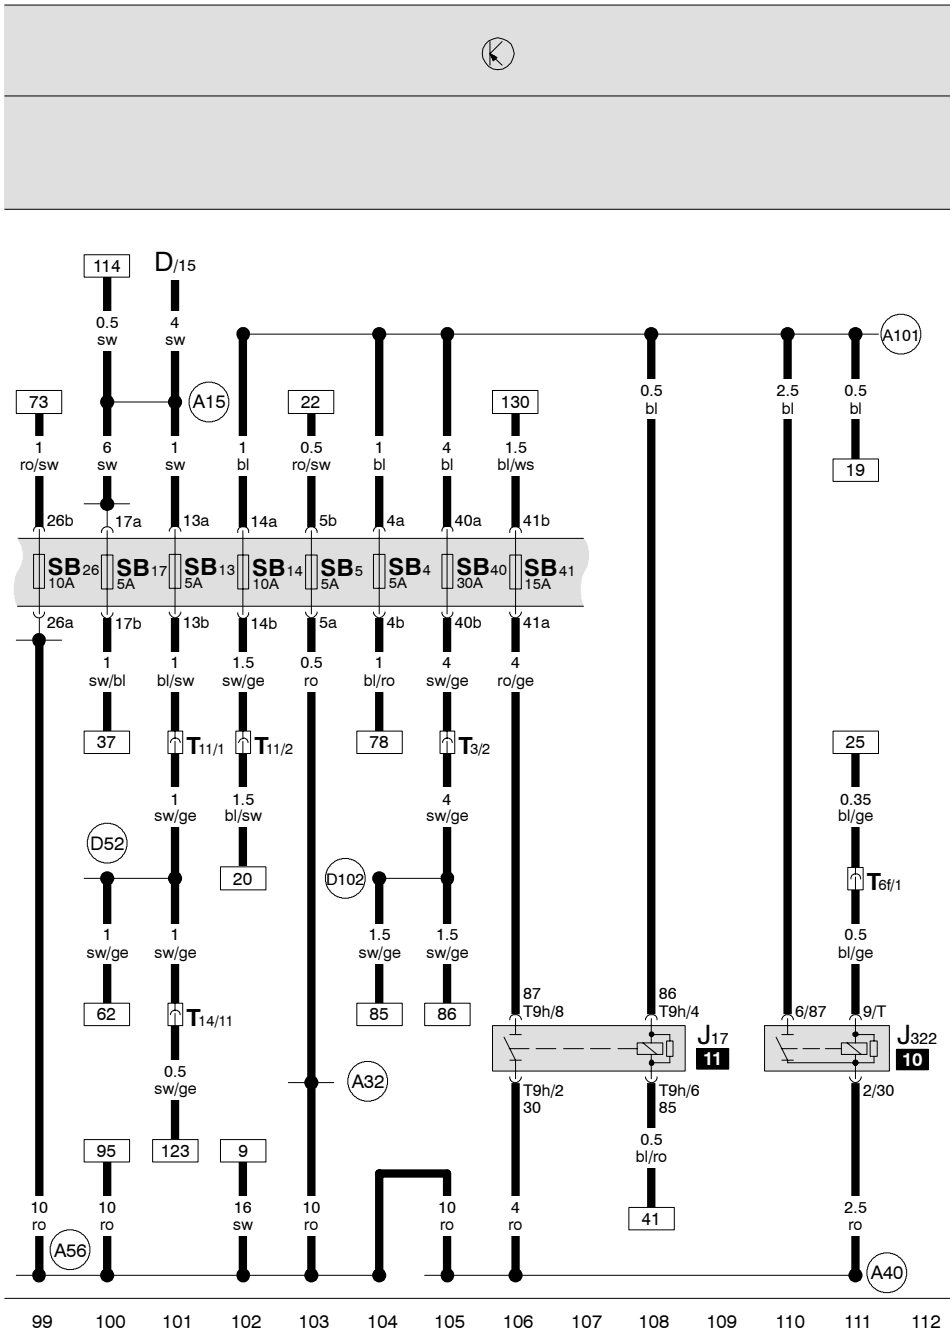 114 D/15
0.5 4
sw sw
A101
73 A15 22 130
0.5 2.5 0.5
bl bl bl
1 6 1 1 0.5 1 4 1.5
ro/sw sw sw bl ro/sw bl bl bl/ws
19
26b 17a 13a 14a 5b 4a 40a 41b
SB26 SB17 SB13 SB14 SB5 SB4 SB40 SB41
10A 5A 5A 10A 5A 5A 30A 15A
26a 17b 13b 14b 5a 4b 40b 41a
1 1 1.5 0.5 1 4 4
sw/bl bl/sw sw/ge ro bl/ro sw/ge ro/ge
37 T11/1 T11/2 78 T3/2 25
1 1.5 4 0.35
sw/ge bl/sw sw/ge bl/ge
D52
20 D102 T6f/1
1 1 1.5 1.5 0.5
sw/ge sw/ge sw/ge sw/ge bl/ge
87 86
62 T14/11 85 86 T9h/8 T9h/4 6/87 9/T
J17 J322
11 10
0.5
sw/ge
A32
T9h/2 T9h/6 2/30
30 85
95 123 9
0.5
bl/ro
10 10 16 10 10 4 41 2.5
ro ro sw ro ro ro ro
A56 A40
99 100 101 102 103 104 105 106 107 108 109 110 111 112